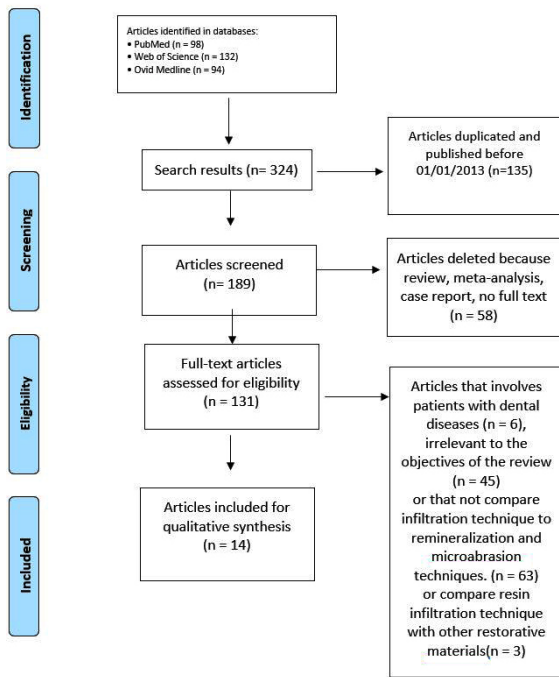 Identification
Articles identified in databases:
• PubMed (n = 98)
• Web of Science (n = 132)
• Ovid Medline (n = 94)
Search results (n= 324)
Articles duplicated and
published before
01/01/2013 (n=135)
Screening
Articles screened
(n= 189)
Articles deleted because
review, meta-analysis,
case report, no full text
(n = 58)
Eligibility
Full-text articles
assessed for eligibility
(n = 131)
Articles that involves
patients with dental
diseases (n = 6),
irrelevant to the
objectives of the review
(n = 45)
or that not compare
infiltration technique to
remineralization and
microabrasion
techniques. (n = 63)
or compare resin
infiltration technique
with other restorative
materials(n = 3)
Included
Articles included for
qualitative synthesis
(n = 14)